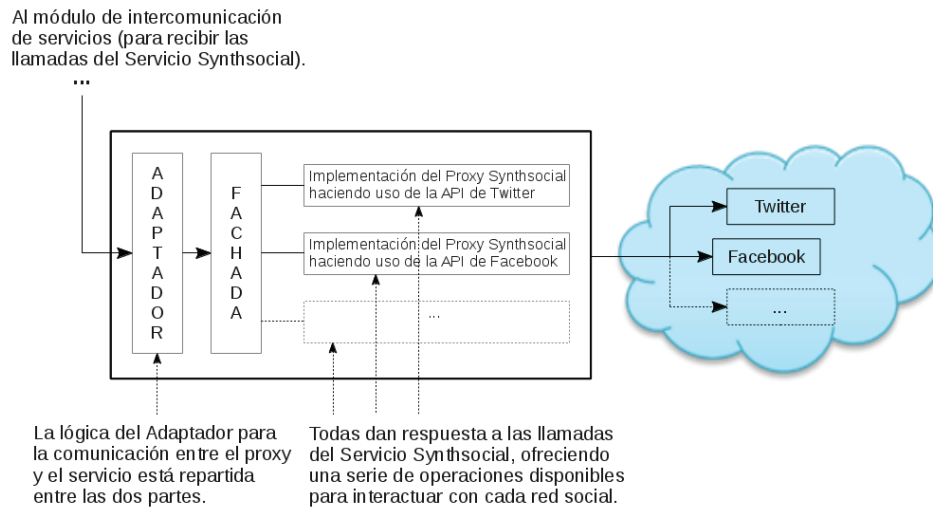 Al módulo de intercomunicación
de servicios (para recibir las
llamadas del Servicio Synthsocial).
...
ADAPTADOR
FACHADA
Implementación del Proxy Synthsocial
haciendo uso de la API de Twitter
Implementación del Proxy Synthsocial
haciendo uso de la API de Facebook
...
Twitter
Facebook
...
La lógica del Adaptador para
la comunicación entre el proxy
y el servicio está repartida
entre las dos partes.
Todas dan respuesta a las llamadas
del Servicio Synthsocial, ofreciendo
una serie de operaciones disponibles
para interactuar con cada red social.